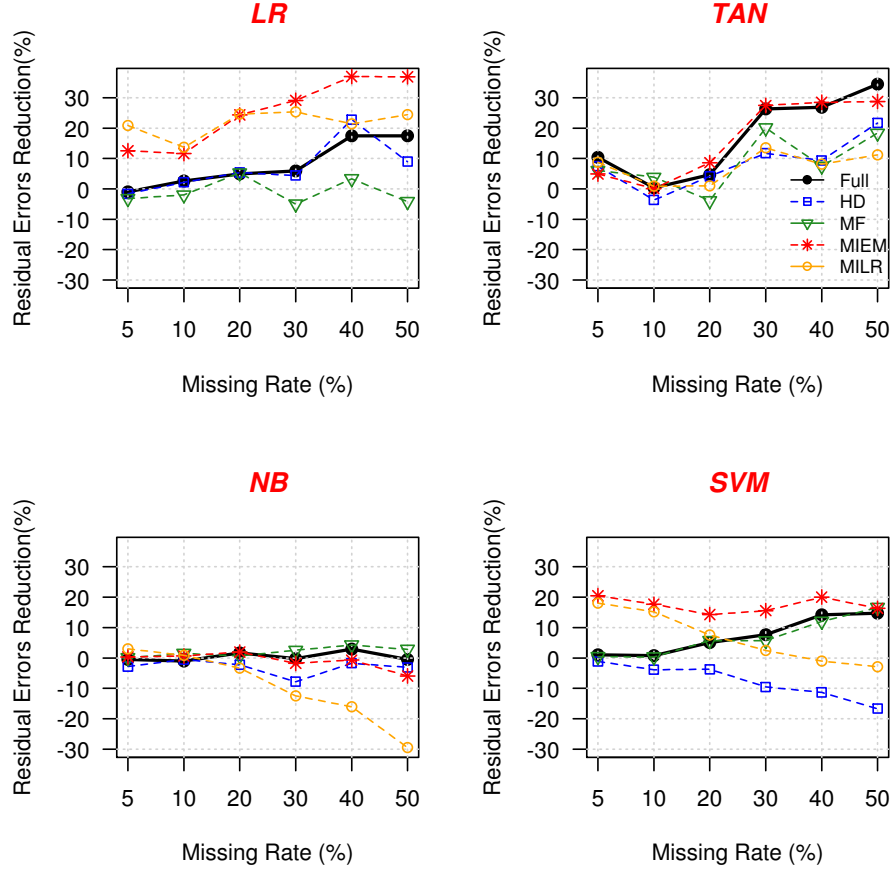 LR
Residual Errors Reduction(%)
30
20
10
0
-10
-20
-30
5 10 20 30 40 50
Missing Rate (%)
TAN
Residual Errors Reduction(%)
30
20
10
0
-10
-20
-30
Full
HD
MF
MIEM
MILR
5 10 20 30 40 50
Missing Rate (%)
NB
Residual Errors Reduction(%)
30
20
10
0
-10
-20
-30
5 10 20 30 40 50
Missing Rate (%)
SVM
Residual Errors Reduction(%)
30
20
10
0
-10
-20
-30
5 10 20 30 40 50
Missing Rate (%)